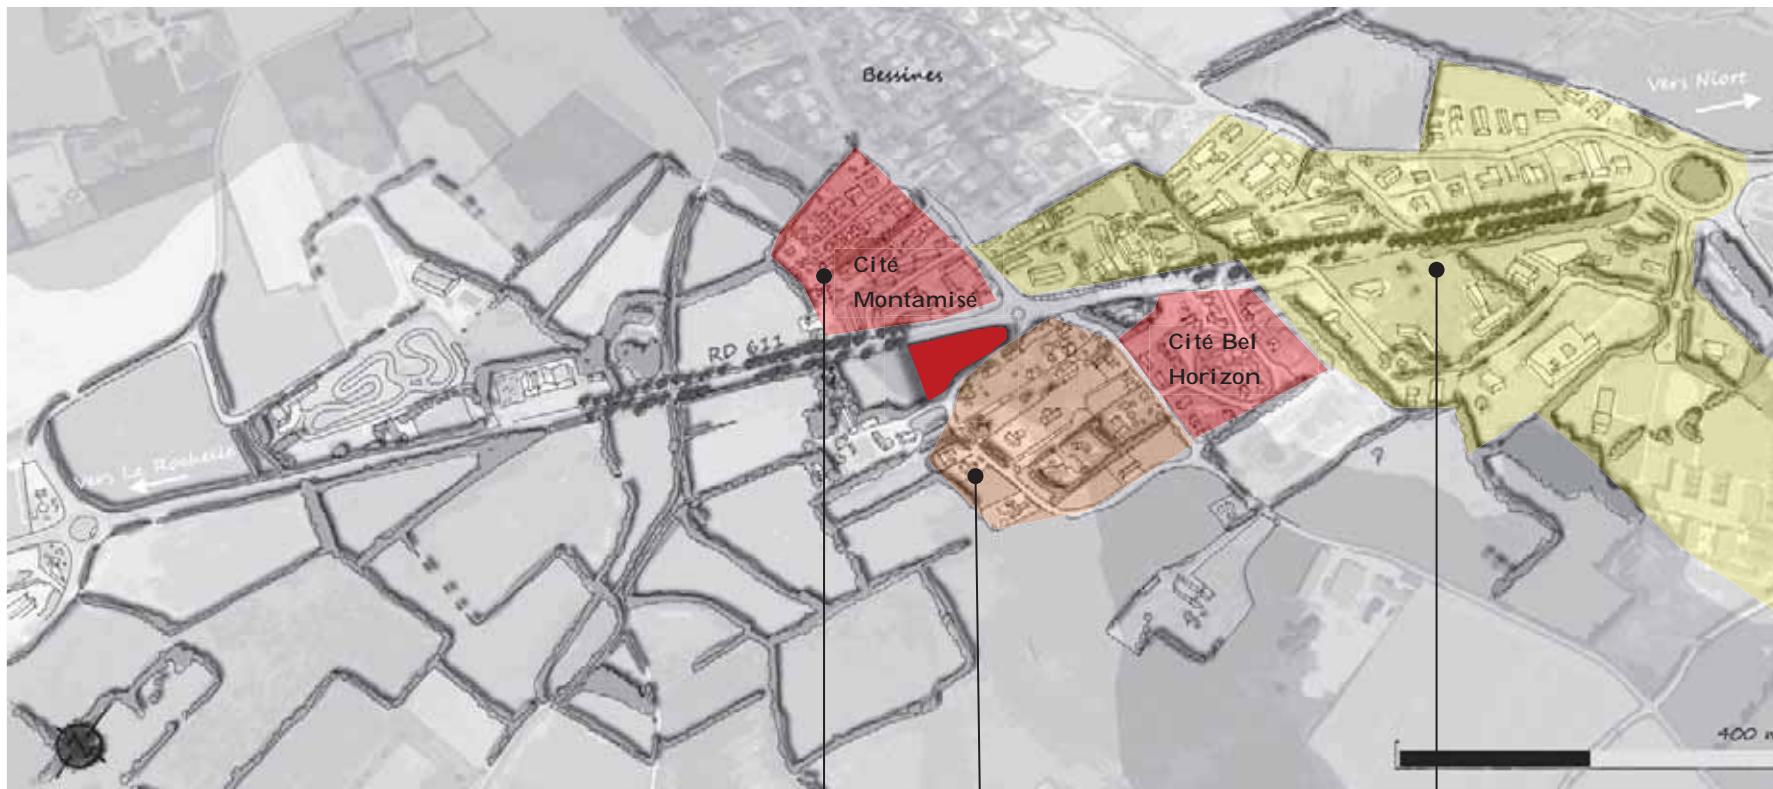 Bessines
Vers Niort
Cité
Montamisé
RD 611
Cité Bel
Horizon
Vers La Rochelle
?
400 m